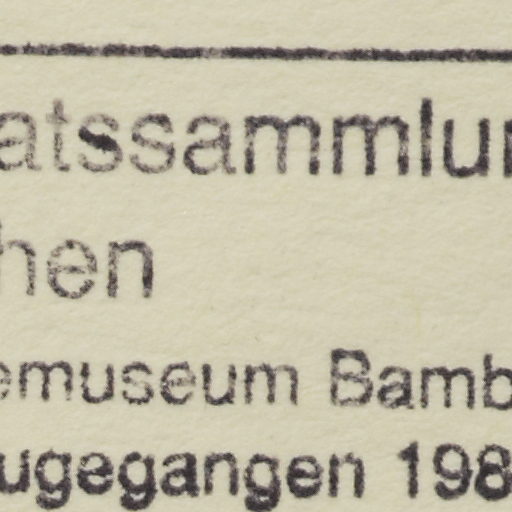 atssammlun
hen
emuseum Bamb
ugegangen 198